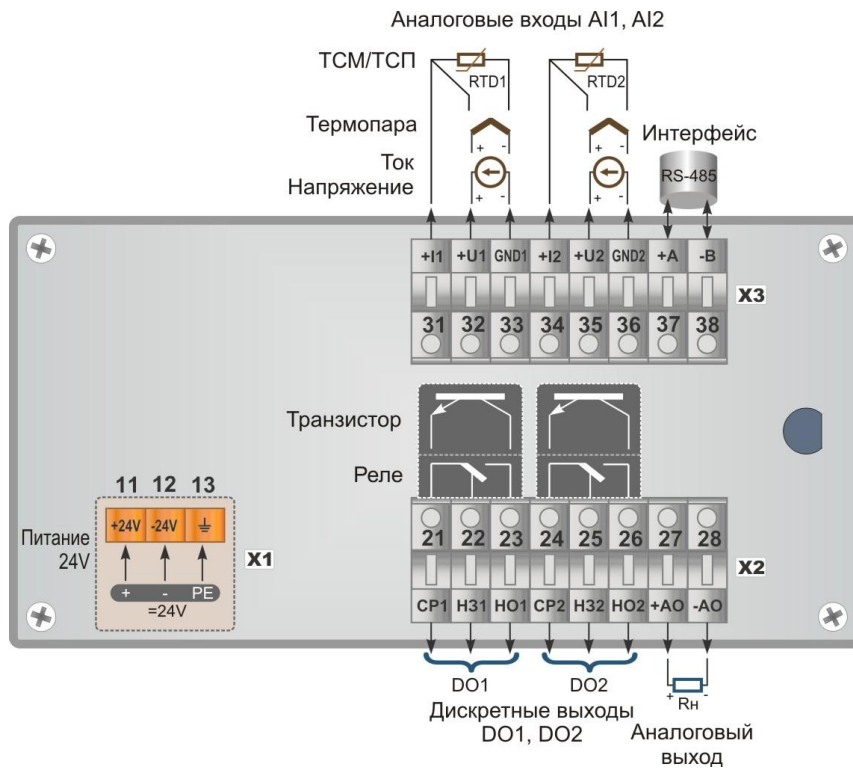 Аналоговые входы AI1, AI2
ТСМ/ТСП
RTD1
RTD2
Термопара
+ -
+ -
Интерфейс
Ток
Напряжение
+ -
+ -
RS-485
+I1 +U1 GND1 +I2 +U2 GND2 +A -B
X3
31 32 33 34 35 36 37 38
Транзистор
Реле
11 12 13
+24V -24V
Питание
24V
X1
+ - PE
=24V
21 22 23 24 25 26 27 28
X2
СР1 НЗ1 НО1 СР2 НЗ2 НО2 +AO -AO
DO1
DO2
+ Rн -
Дискретные выходы
DO1, DO2
Аналоговый
выход